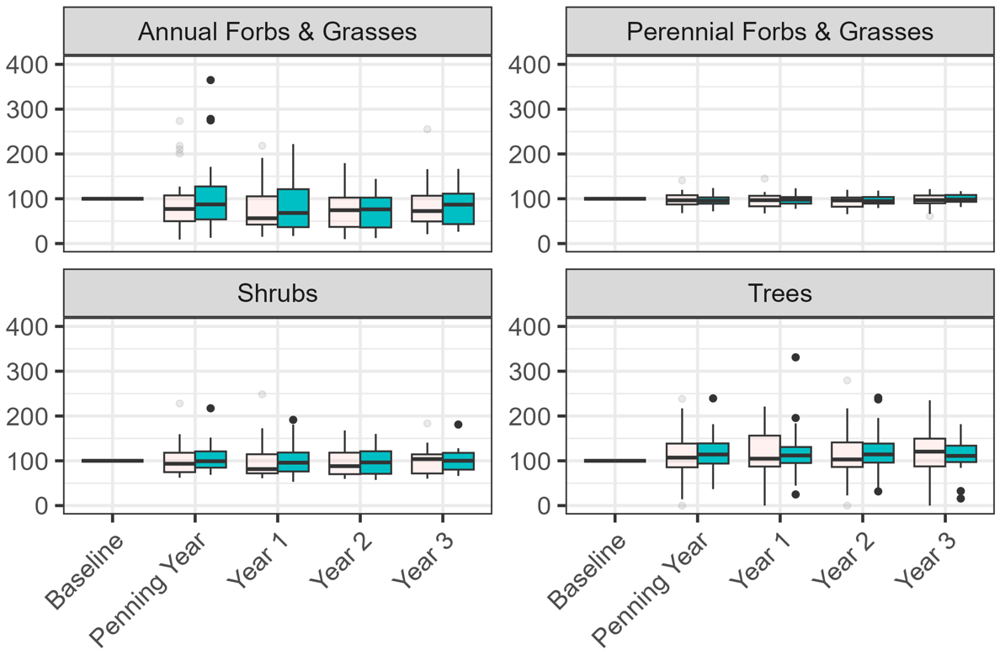 Annual Forbs & Grasses
Perennial Forbs & Grasses
400
300
200
100
0
400
300
200
100
0
Shrubs
Trees
400
300
200
100
0
400
300
200
100
0
Baseline
Penning Year
Year 1
Year 2
Year 3
Baseline
Penning Year
Year 1
Year 2
Year 3